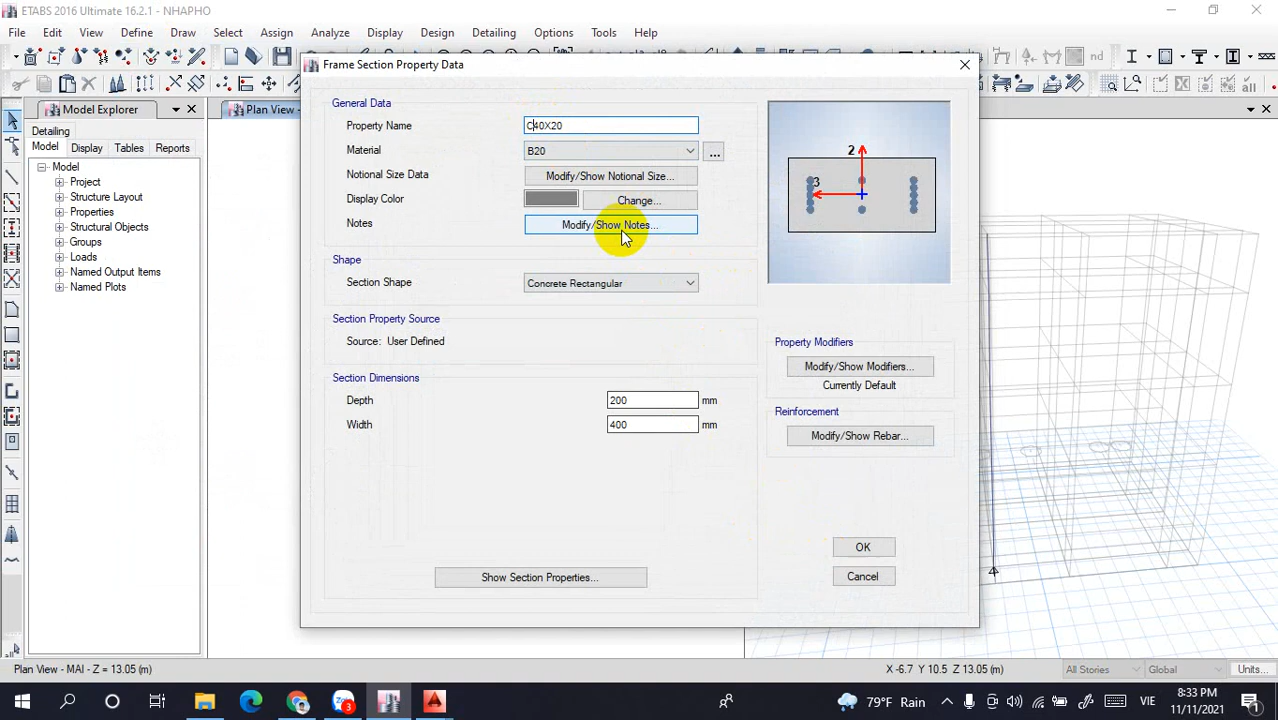 ETABS 2016 Ultimate 16.2.1 - NHAPHO
File Edit View Define Draw Select Assign Analyze Display Design Detailing Options Tools Help
nd
Model Explorer
Plan View -
Detailing
Model Display Tables Reports
Model
Project
Structure Layout
Properties
Structural Objects
Groups
Loads
Named Output Items
Named Plots
Frame Section Property Data
General Data
Property Name C40X20
Material B20 ...
Notional Size Data Modify/Show Notional Size...
Display Color Change...
Notes Modify/Show Notes...
Shape
Section Shape Concrete Rectangular
Section Property Source
Source: User Defined
Section Dimensions
Depth 200 mm
Width 400 mm
Show Section Properties...
2
3
Property Modifiers
Modify/Show Modifiers...
Currently Default
Reinforcement
Modify/Show Rebar...
OK
Cancel
Plan View - MAI - Z = 13.05 (m) X -6.7 Y 10.5 Z 13.05 (m) All Stories Global Units...
3 79°F Rain VIE 8:33 PM
11/11/2021 1